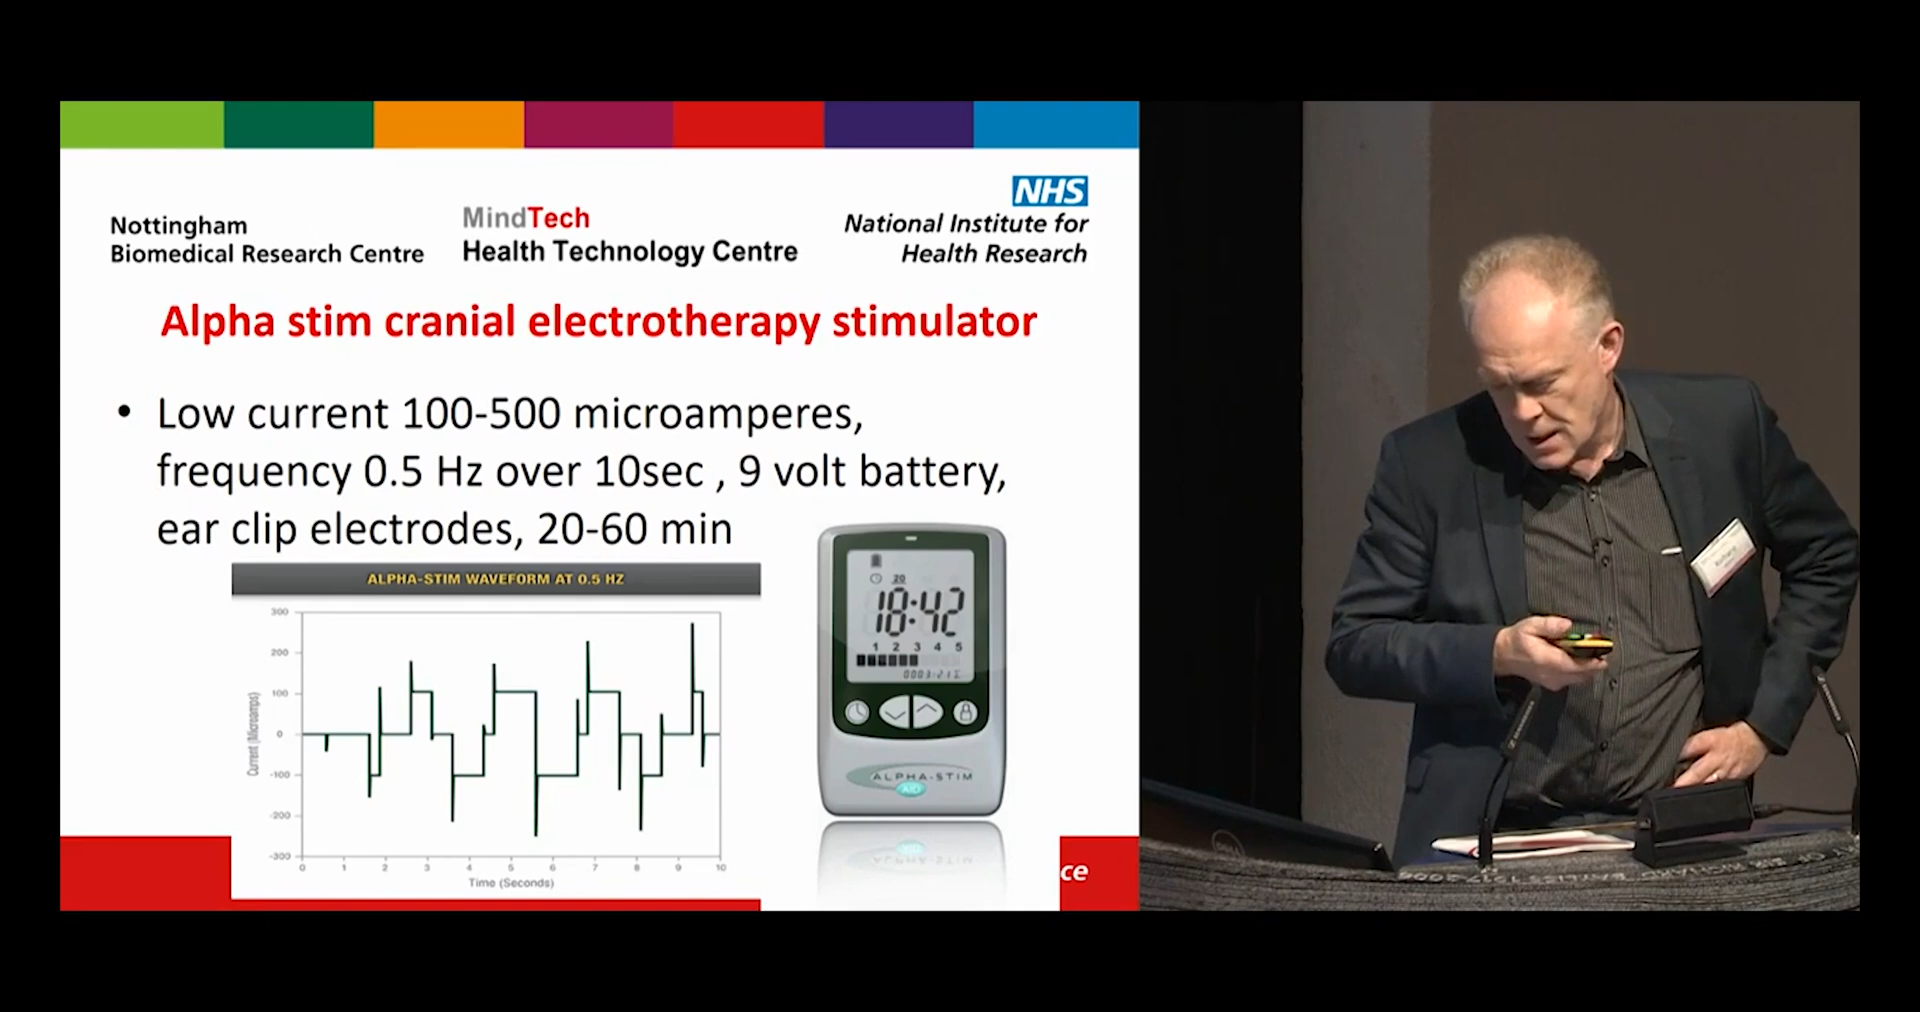 NHS
Nottingham
Biomedical Research Centre
MindTech
Health Technology Centre
National Institute for
Health Research
Alpha stim cranial electrotherapy stimulator
• Low current 100-500 microamperes,
frequency 0.5 Hz over 10sec , 9 volt battery,
ear clip electrodes, 20-60 min
ALPHA-STIM WAVEFORM AT 0.5 HZ
300
200
100
0
-100
-200
-300
Current (Microamps)
0 1 2 3 4 5 6 7 8 9 10
Time (Seconds)
20
18:42
1 2 3 4 5
ALPHA-STIM
AID
ce
DELL